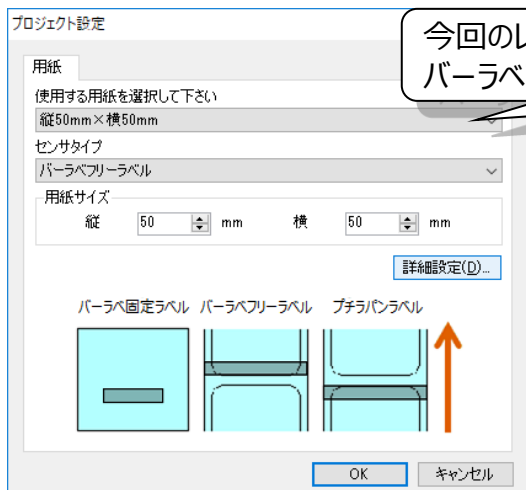 プロジェクト設定
今回のレ
バーラベ
用紙
使用する用紙を選択して下さい
縦50mm×横50mm
センサタイプ
バーラベフリーラベル
用紙サイズ
縦 50 mm 横 50 mm
詳細設定(D)...
バーラベ固定ラベル バーラベフリーラベル プチラパンラベル
OK キャンセル